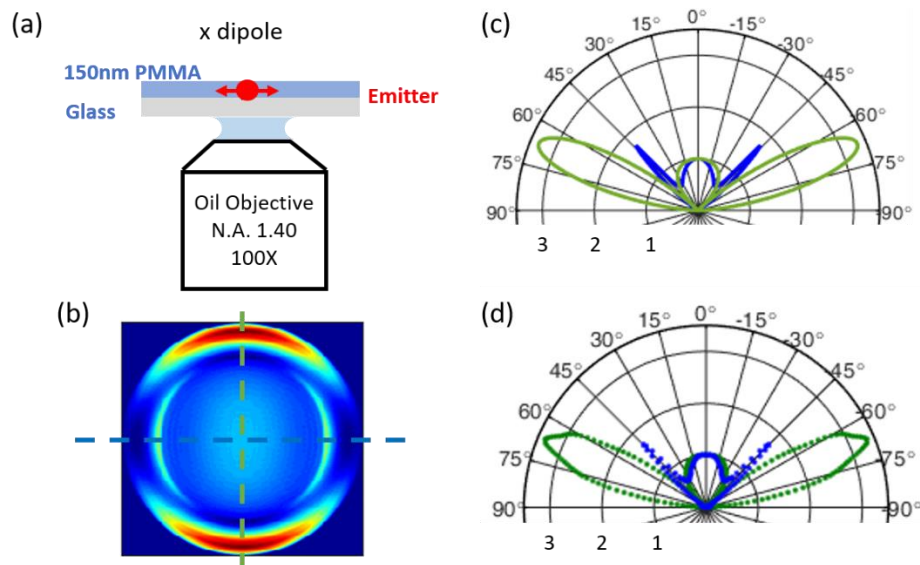 (a)
x dipole
150nm PMMA
Glass
Emitter
Oil Objective
N.A. 1.40
100X
(b)
(c)
0°
15° -15°
30° -30°
45° -45°
60° -60°
75° -75°
90° -90°
3 2 1
(d)
0°
15° -15°
30° -30°
45° -45°
60° -60°
75° -75°
90° -90°
3 2 1